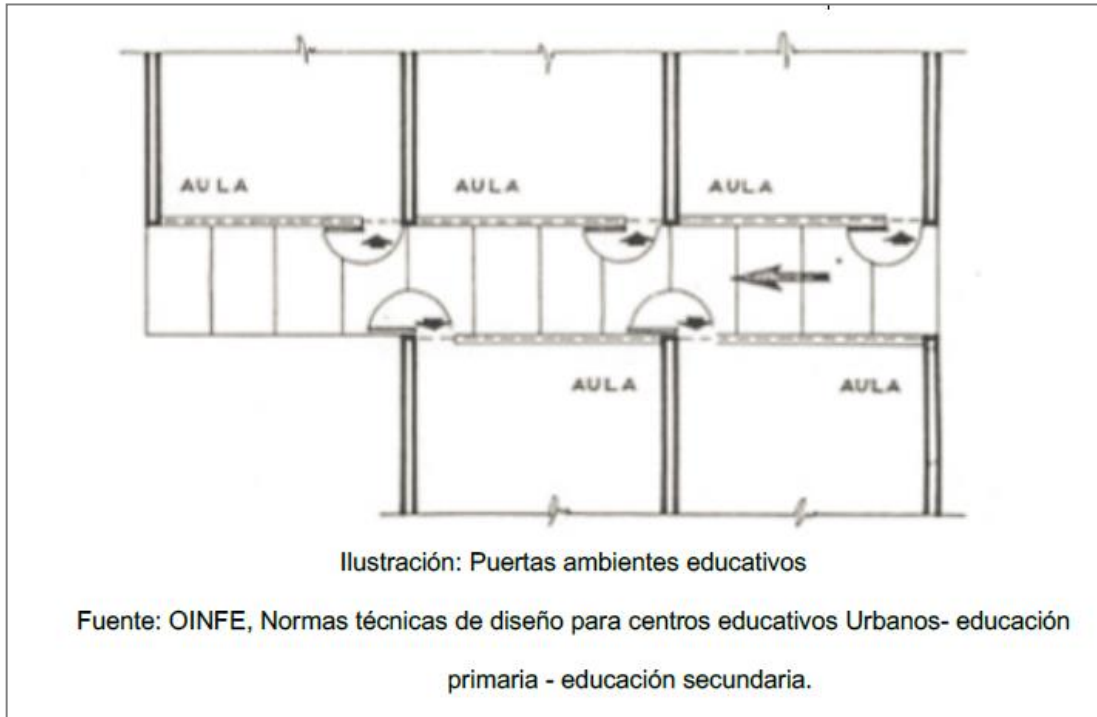 AULA AULA AULA
AULA AULA
Ilustración: Puertas ambientes educativos
Fuente: OINFE, Normas técnicas de diseño para centros educativos Urbanos- educación
primaria - educación secundaria.